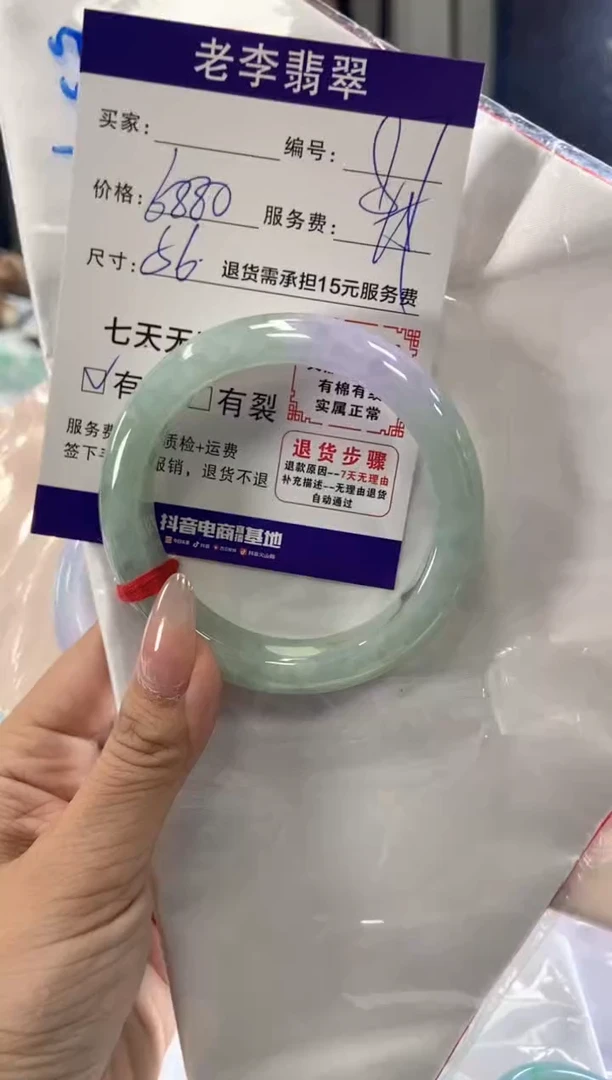 老李翡翠
买家：
编号：
价格：6880 服务费：
尺寸：56. 退货需承担15元服务费
七天无
有 有裂
有棉有
实属正常
服务费 质检+运费
签下 报销，退货不退
退货步骤
退款原因--7天无理由
补充描述--无理由退货
自动通过
抖音电商直播基地